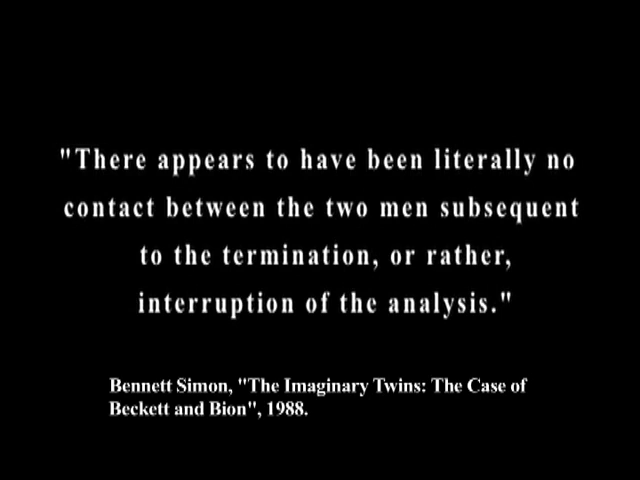 "There appears to have been literally no
contact between the two men subsequent
to the termination, or rather,
interruption of the analysis."
Bennett Simon, "The Imaginary Twins: The Case of
Beckett and Bion", 1988.